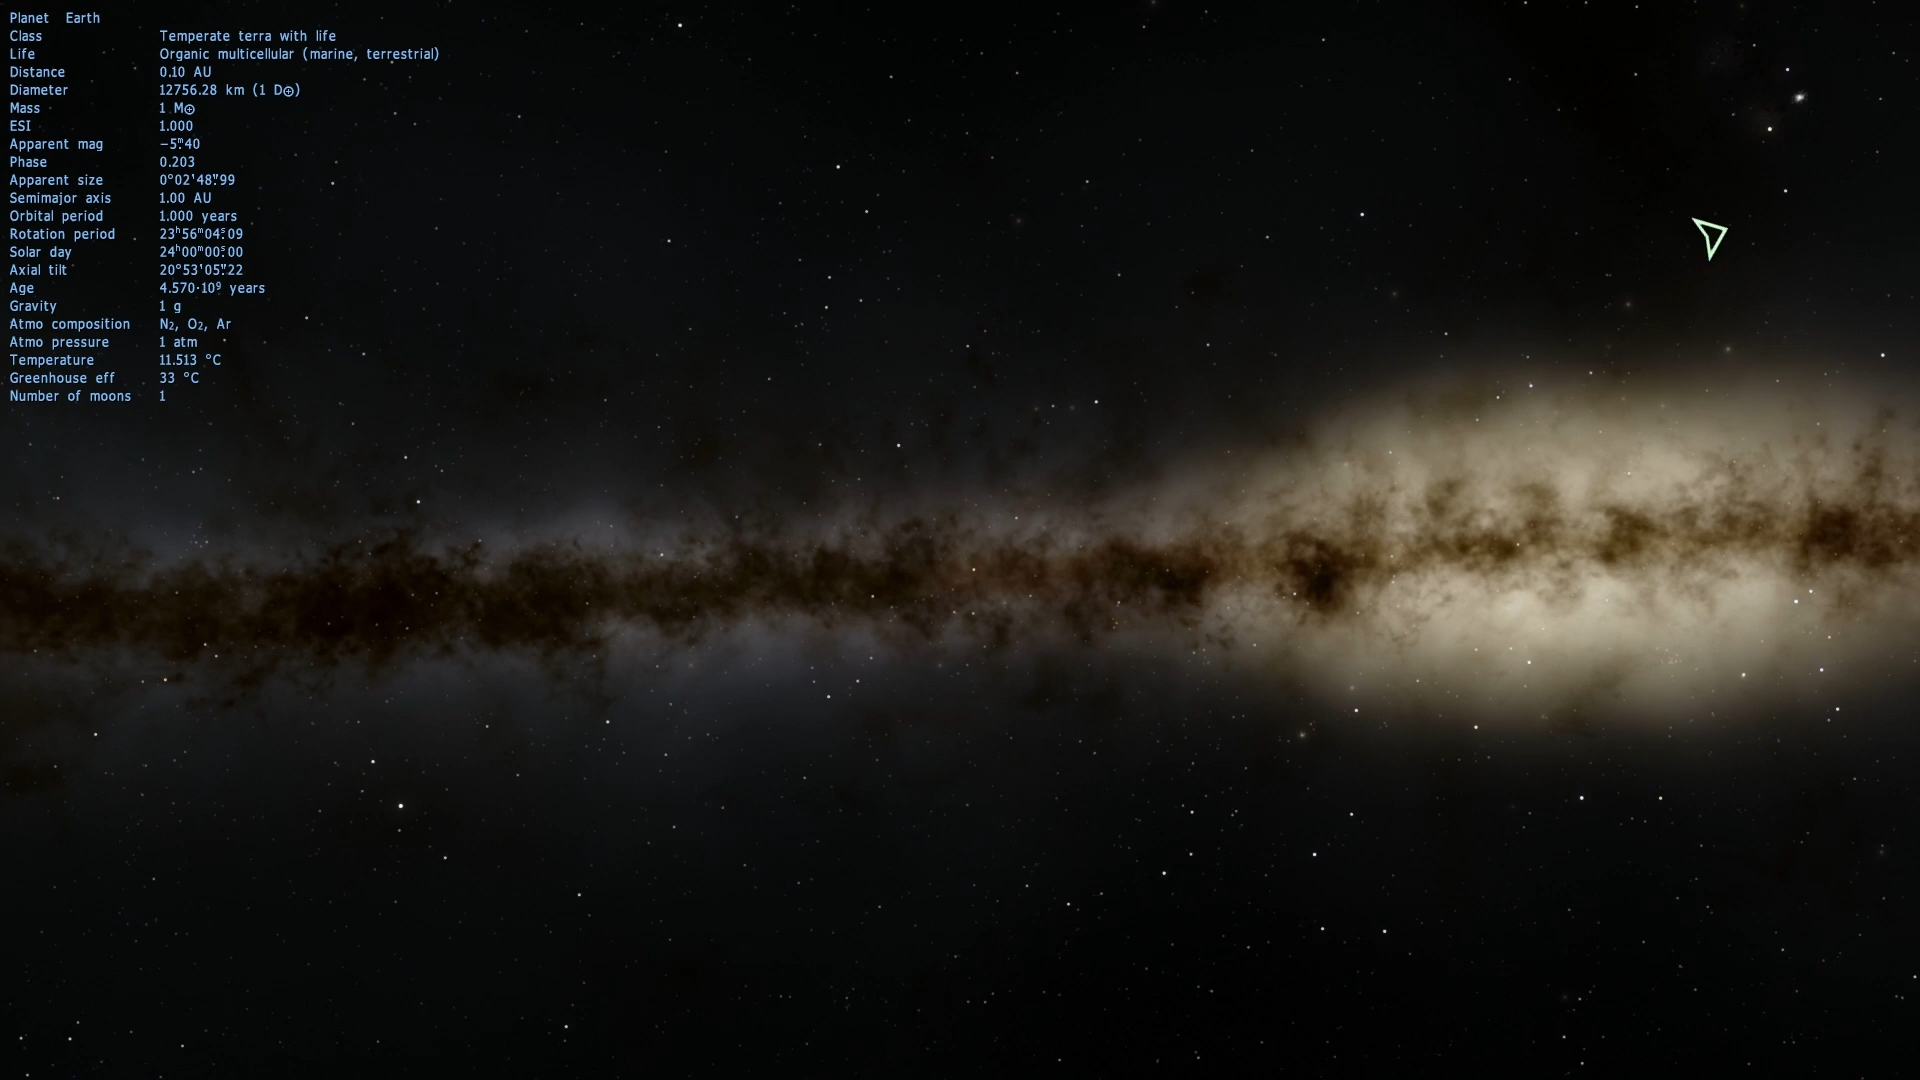 Planet Earth
Class Temperate terra with life
Life Organic multicellular (marine, terrestrial)
Distance 0.10 AU
Diameter 12756.28 km (1 D⊕)
Mass 1 M⊕
ESI 1.000
Apparent mag −5ᵐ.40
Phase 0.203
Apparent size 0°02'48".99
Semimajor axis 1.00 AU
Orbital period 1.000 years
Rotation period 23ʰ56ᵐ04ˢ.09
Solar day 24ʰ00ᵐ00ˢ.00
Axial tilt 20°53'05".22
Age 4.570·10⁹ years
Gravity 1 g
Atmo composition N₂, O₂, Ar
Atmo pressure 1 atm
Temperature 11.513 °C
Greenhouse eff 33 °C
Number of moons 1